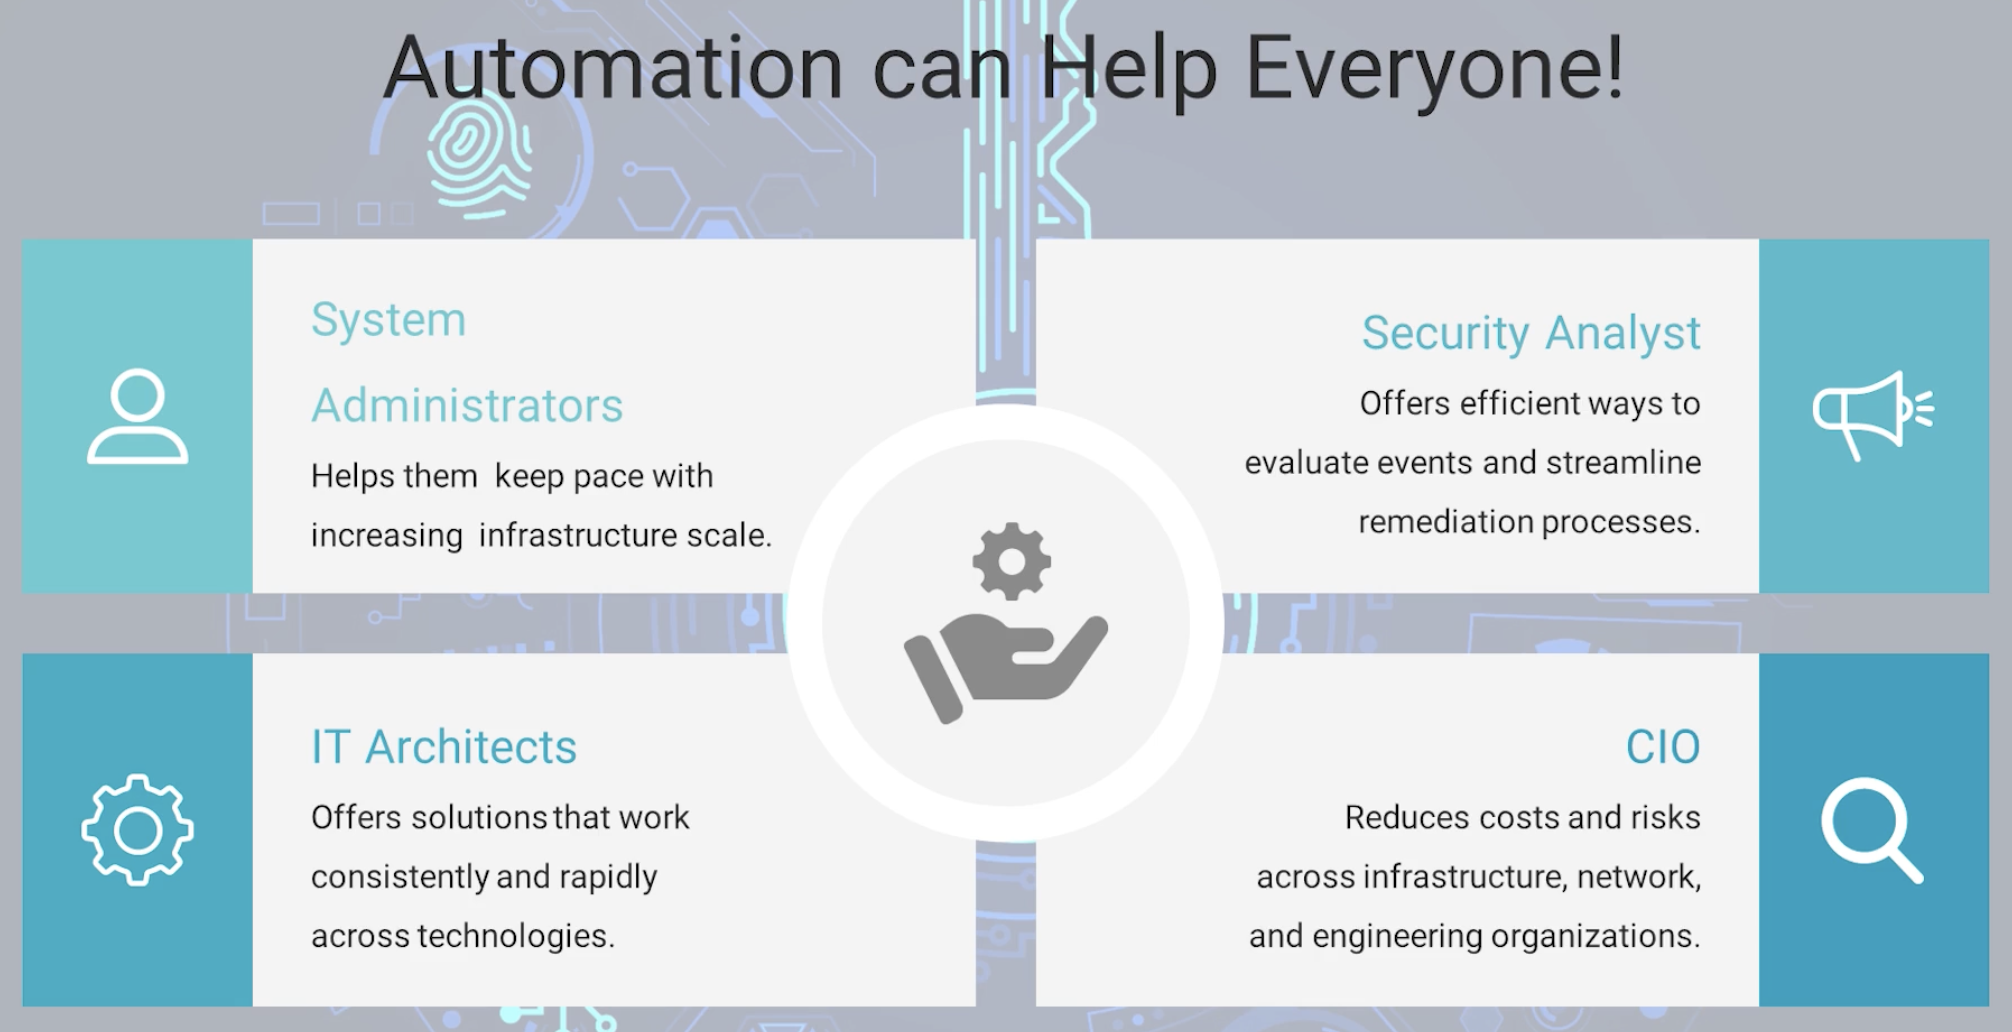 Automation can Help Everyone!
System
Administrators
Helps them keep pace with
increasing infrastructure scale.
Security Analyst
Offers efficient ways to
evaluate events and streamline
remediation processes.
IT Architects
Offers solutions that work
consistently and rapidly
across technologies.
CIO
Reduces costs and risks
across infrastructure, network,
and engineering organizations.